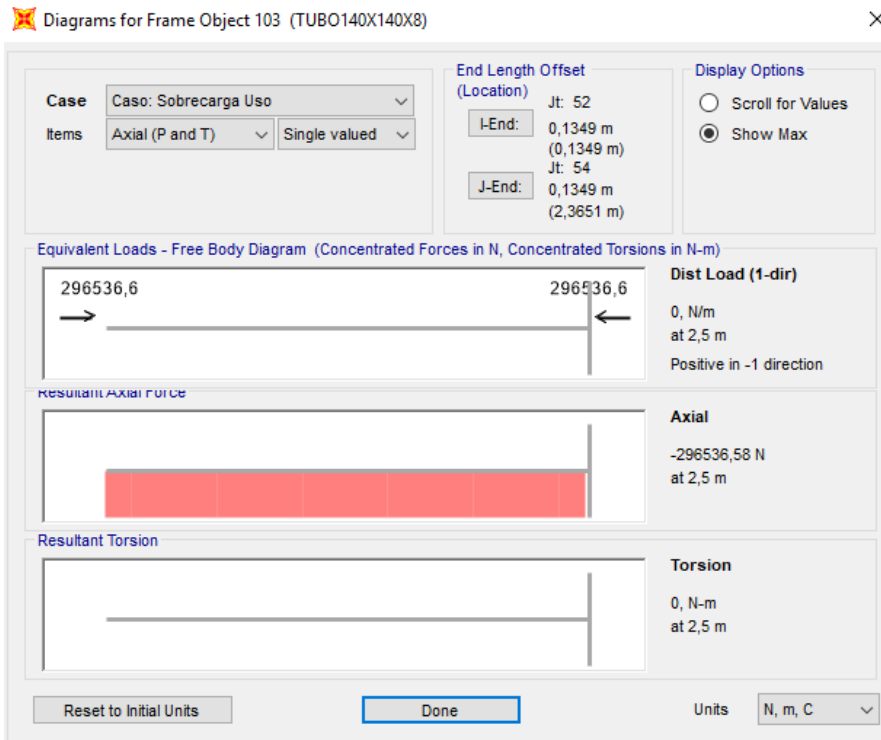 Diagrams for Frame Object 103 (TUBO140X140X8)
Case Caso: Sobrecarga Uso
Items Axial (P and T) Single valued
End Length Offset
(Location)
Jt: 52
I-End: 0,1349 m
(0,1349 m)
Jt: 54
J-End: 0,1349 m
(2,3651 m)
Display Options
Scroll for Values
Show Max
Equivalent Loads - Free Body Diagram (Concentrated Forces in N, Concentrated Torsions in N-m)
296536,6 296536,6
Dist Load (1-dir)
0, N/m
at 2,5 m
Positive in -1 direction
Resultant Axial Force
Axial
-296536,58 N
at 2,5 m
Resultant Torsion
Torsion
0, N-m
at 2,5 m
Reset to Initial Units Done Units N, m, C